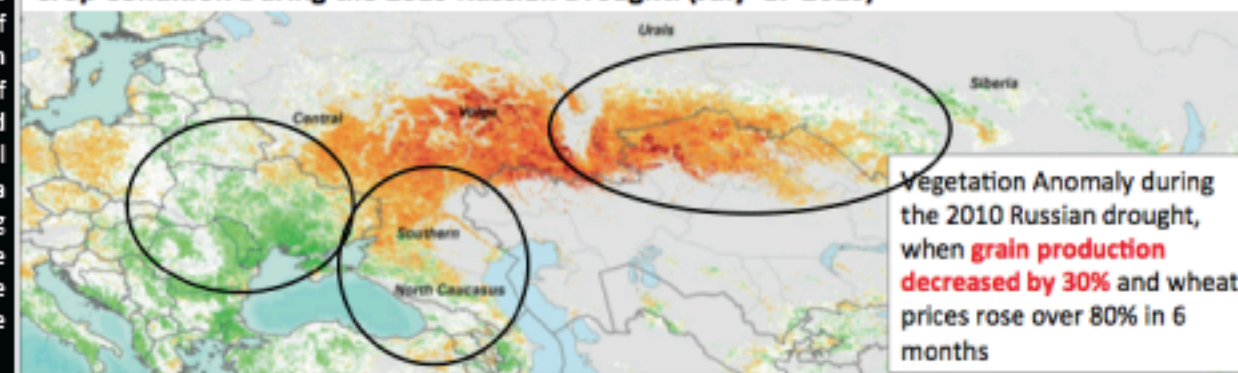 Urals
Siberia
Central
Volga
Southern
North Caucasus
Vegetation Anomaly during
the 2010 Russian drought,
when grain production
decreased by 30% and wheat
prices rose over 80% in 6
months